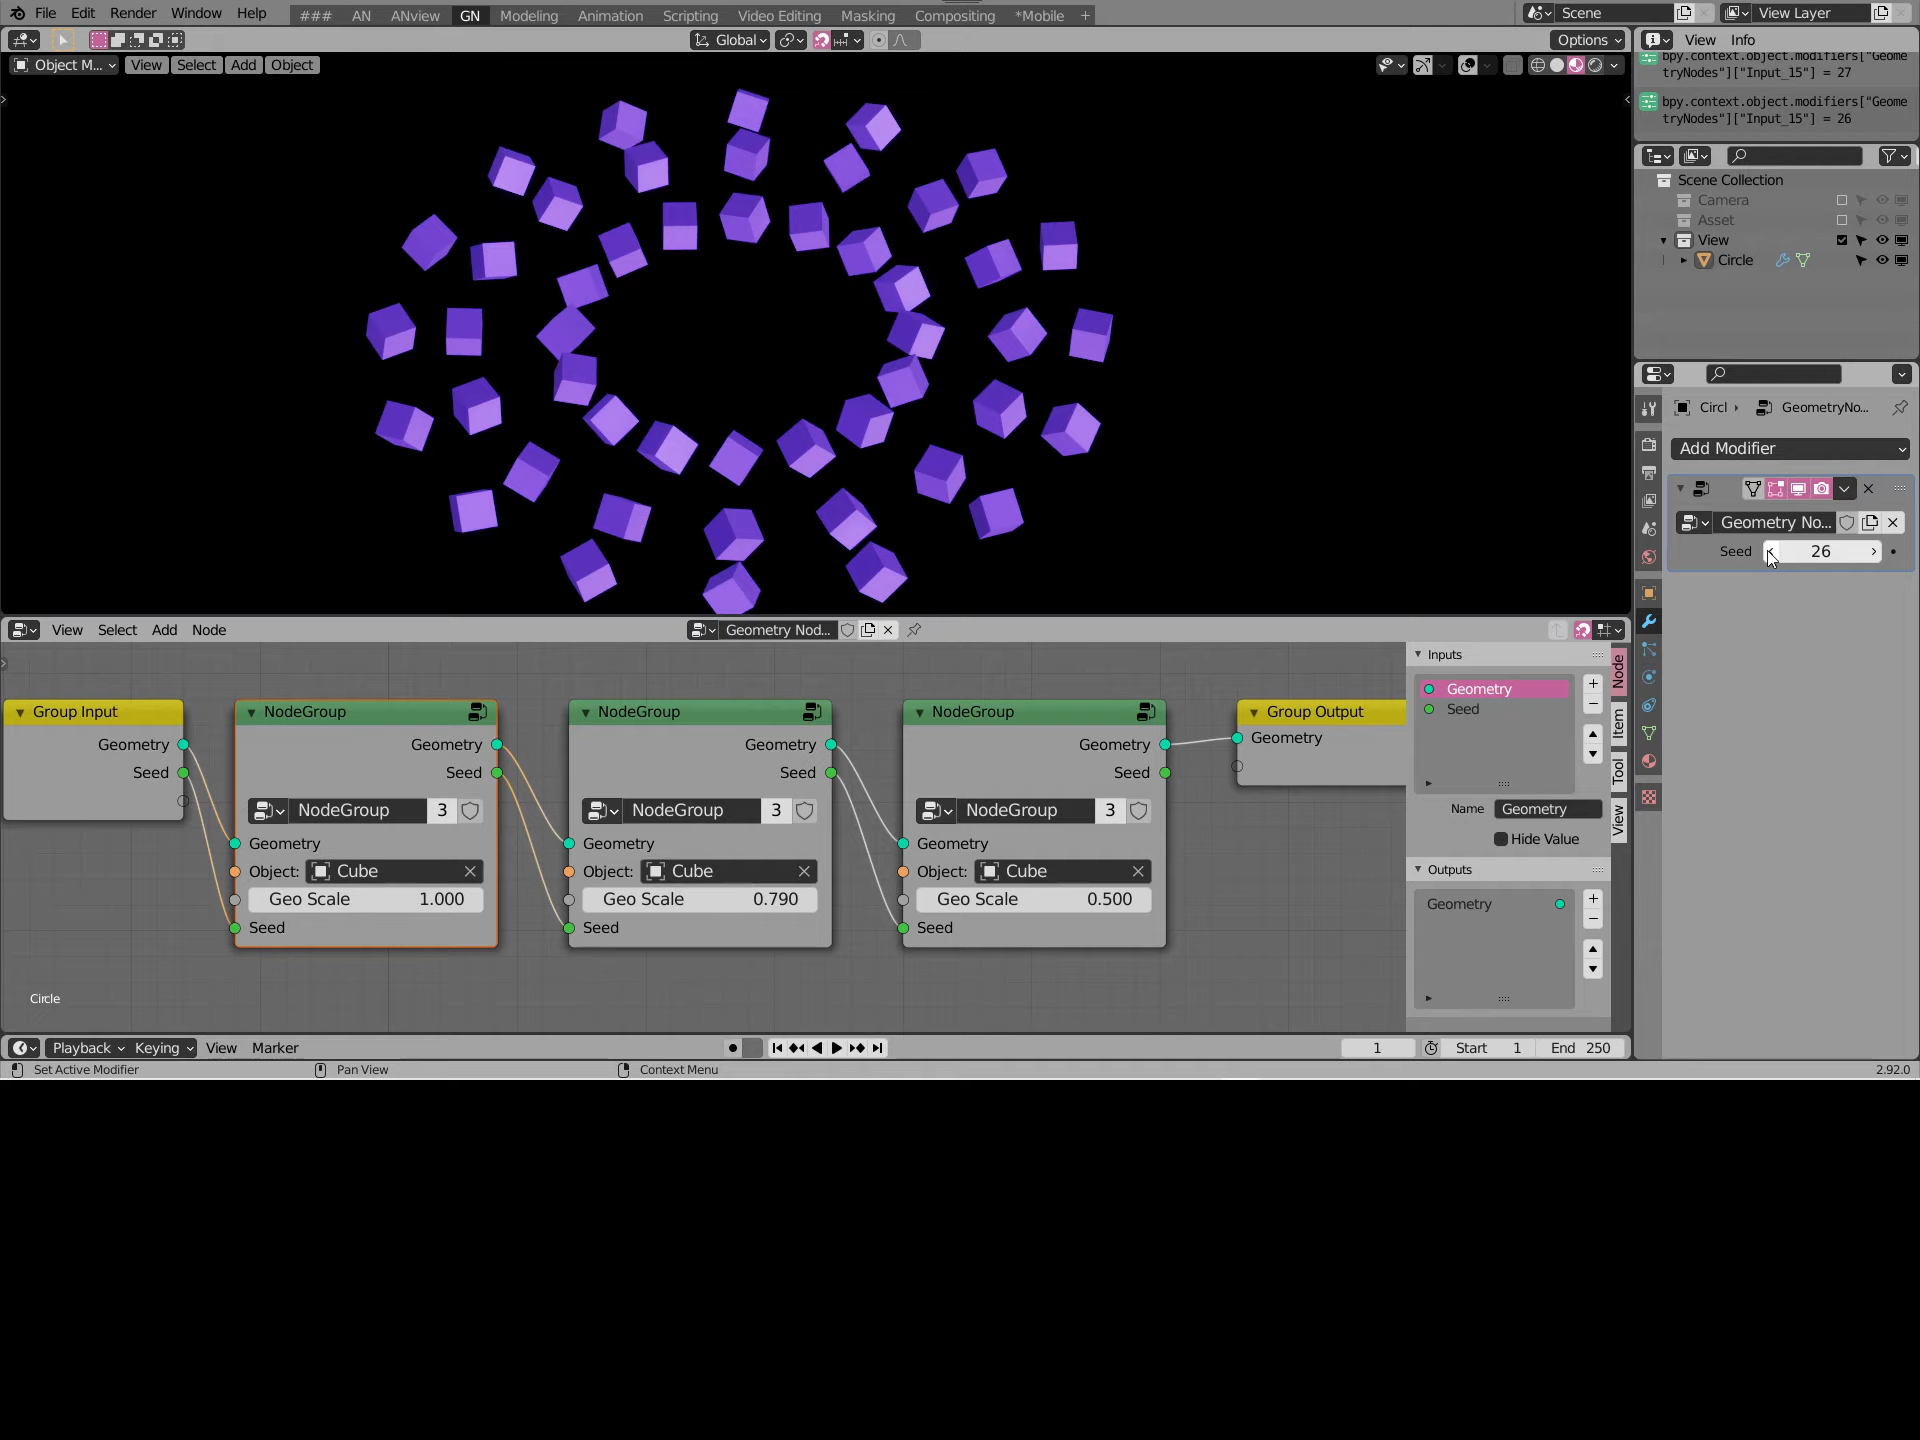 File Edit Render Window Help ### AN ANview GN Modeling Animation Scripting Video Editing Masking Compositing *Mobile + Scene View Layer
Global Options View Info
Object M... View Select Add Object
bpy.context.object.modifiers["Geome
tryNodes"]["Input_15"] = 27
bpy.context.object.modifiers["Geome
tryNodes"]["Input_15"] = 26
Scene Collection
Camera
Asset
View
Circle
Circl GeometryNo...
Add Modifier
Geometry No...
Seed 26
View Select Add Node Geometry Nod...
Group Input
Geometry
Seed
NodeGroup
Geometry
Seed
NodeGroup 3
Geometry
Object: Cube
Geo Scale 1.000
Seed
NodeGroup
Geometry
Seed
NodeGroup 3
Geometry
Object: Cube
Geo Scale 0.790
Seed
NodeGroup
Geometry
Seed
NodeGroup 3
Geometry
Object: Cube
Geo Scale 0.500
Seed
Group Output
Geometry
Inputs
Geometry
Seed
Name Geometry
Hide Value
Outputs
Geometry
Node
Item
Tool
View
Circle
Playback Keying View Marker 1 Start 1 End 250
Set Active Modifier Pan View Context Menu 2.92.0